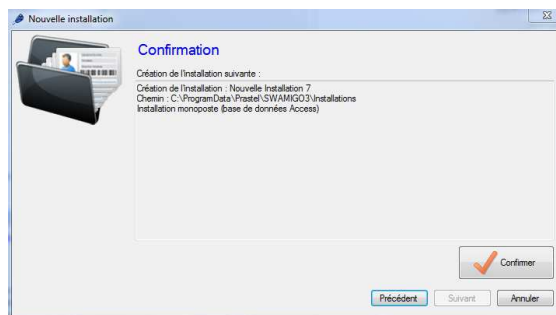 Nouvelle installation
Confirmation
Création de l'installation suivante :
Création de l'Installation : Nouvelle Installation 7
Chemin : C:\ProgramData\Prastel\SWAMIGO3\Installations
Installation monoposte (base de données Access)
Confirmer
Précédent
Suivant
Annuler